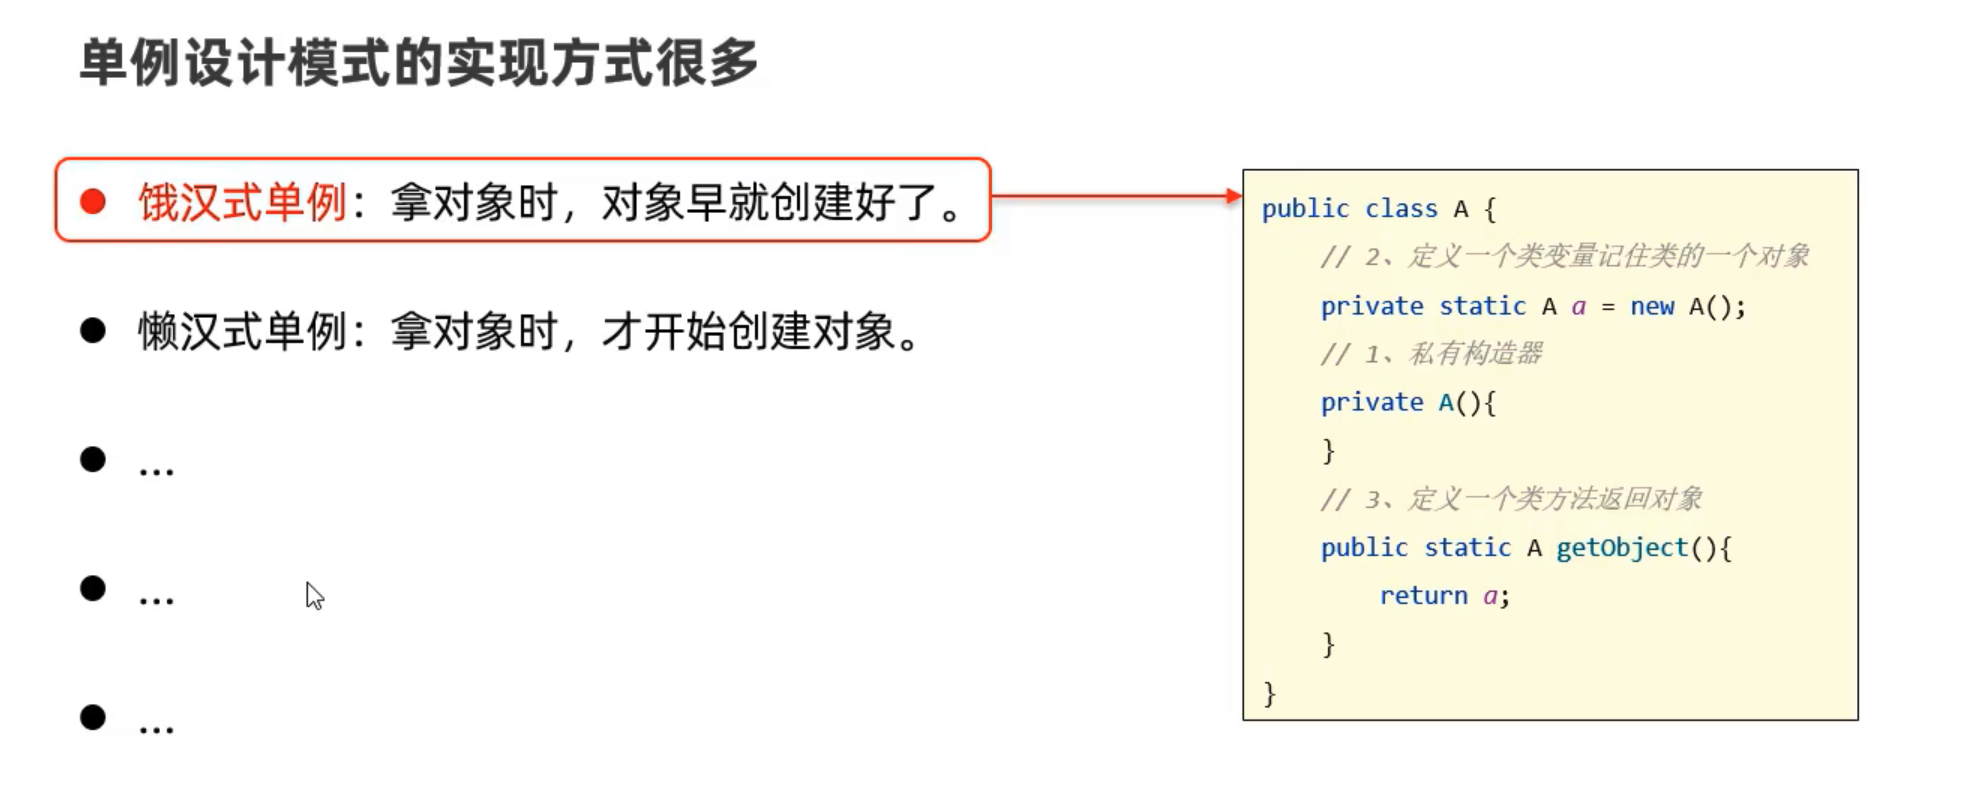 单例设计模式的实现方式很多
饿汉式单例：拿对象时，对象早就创建好了。
懒汉式单例：拿对象时，才开始创建对象。
...
...
...
public class A {
    // 2、定义一个类变量记住类的一个对象
    private static A a = new A();
    // 1、私有构造器
    private A(){
    }
    // 3、定义一个类方法返回对象
    public static A getObject(){
        return a;
    }
}